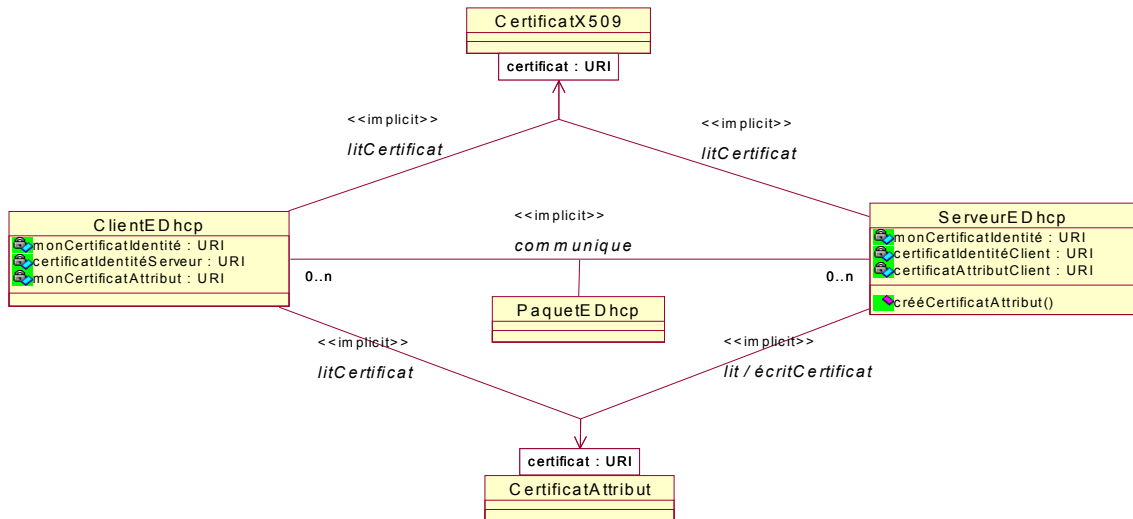 CertificatX509
certificat : URI
<<implicit>>
litCertificat
<<implicit>>
litCertificat
ClientEDhcp
monCertificatIdentité : URI
certificatIdentitéServeur : URI
monCertificatAttribut : URI
<<implicit>>
communique
0..n
0..n
ServeurEDhcp
monCertificatIdentité : URI
certificatIdentitéClient : URI
certificatAttributClient : URI
crééCertificatAttribut()
PaquetEDhcp
<<implicit>>
litCertificat
<<implicit>>
lit / écritCertificat
certificat : URI
CertificatAttribut